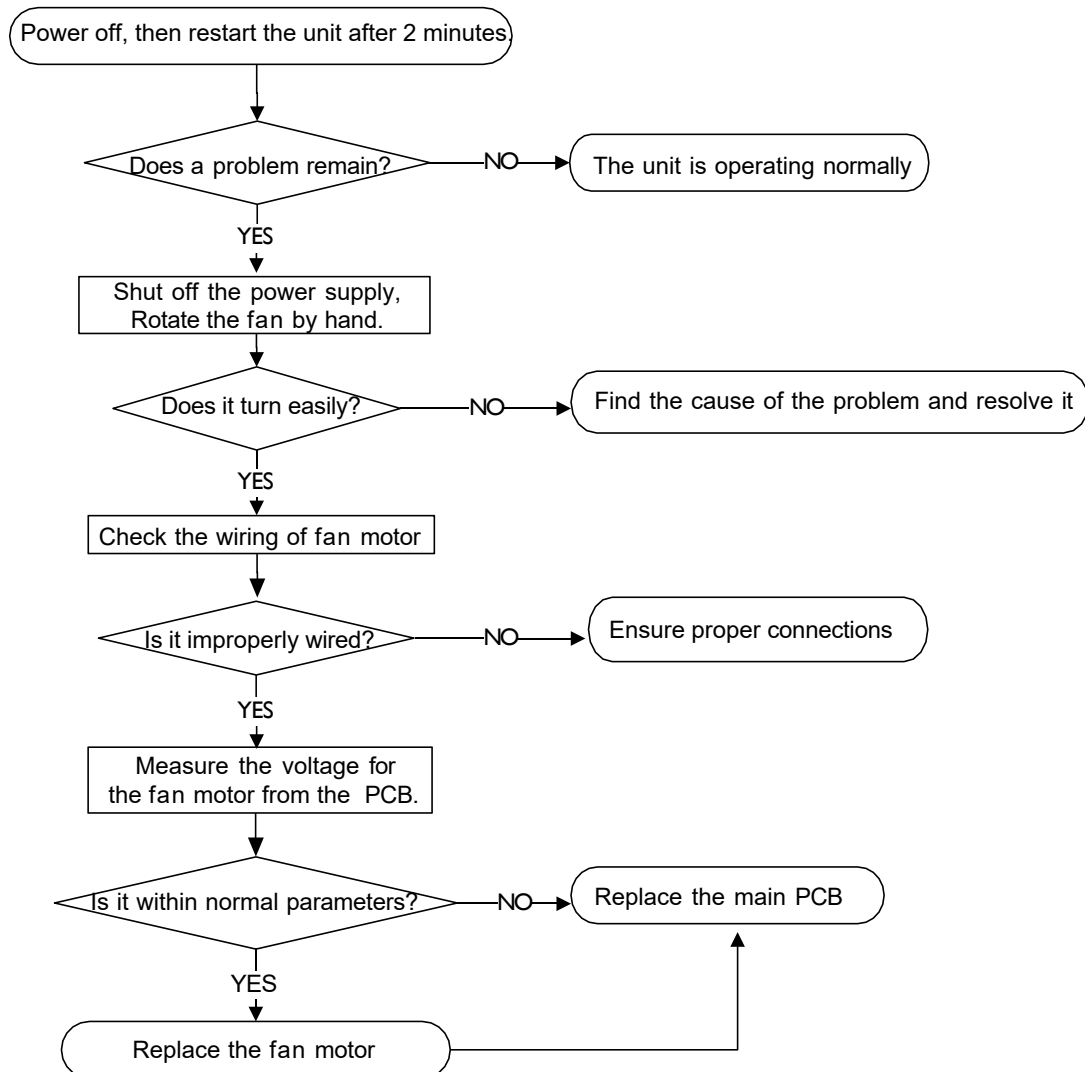 Power off, then restart the unit after 2 minutes.
Does a problem remain?
NO
The unit is operating normally
YES
Shut off the power supply,
Rotate the fan by hand.
Does it turn easily?
NO
Find the cause of the problem and resolve it
YES
Check the wiring of fan motor
Is it improperly wired?
NO
Ensure proper connections
YES
Measure the voltage for
the fan motor from the PCB.
Is it within normal parameters?
NO
Replace the main PCB
YES
Replace the fan motor